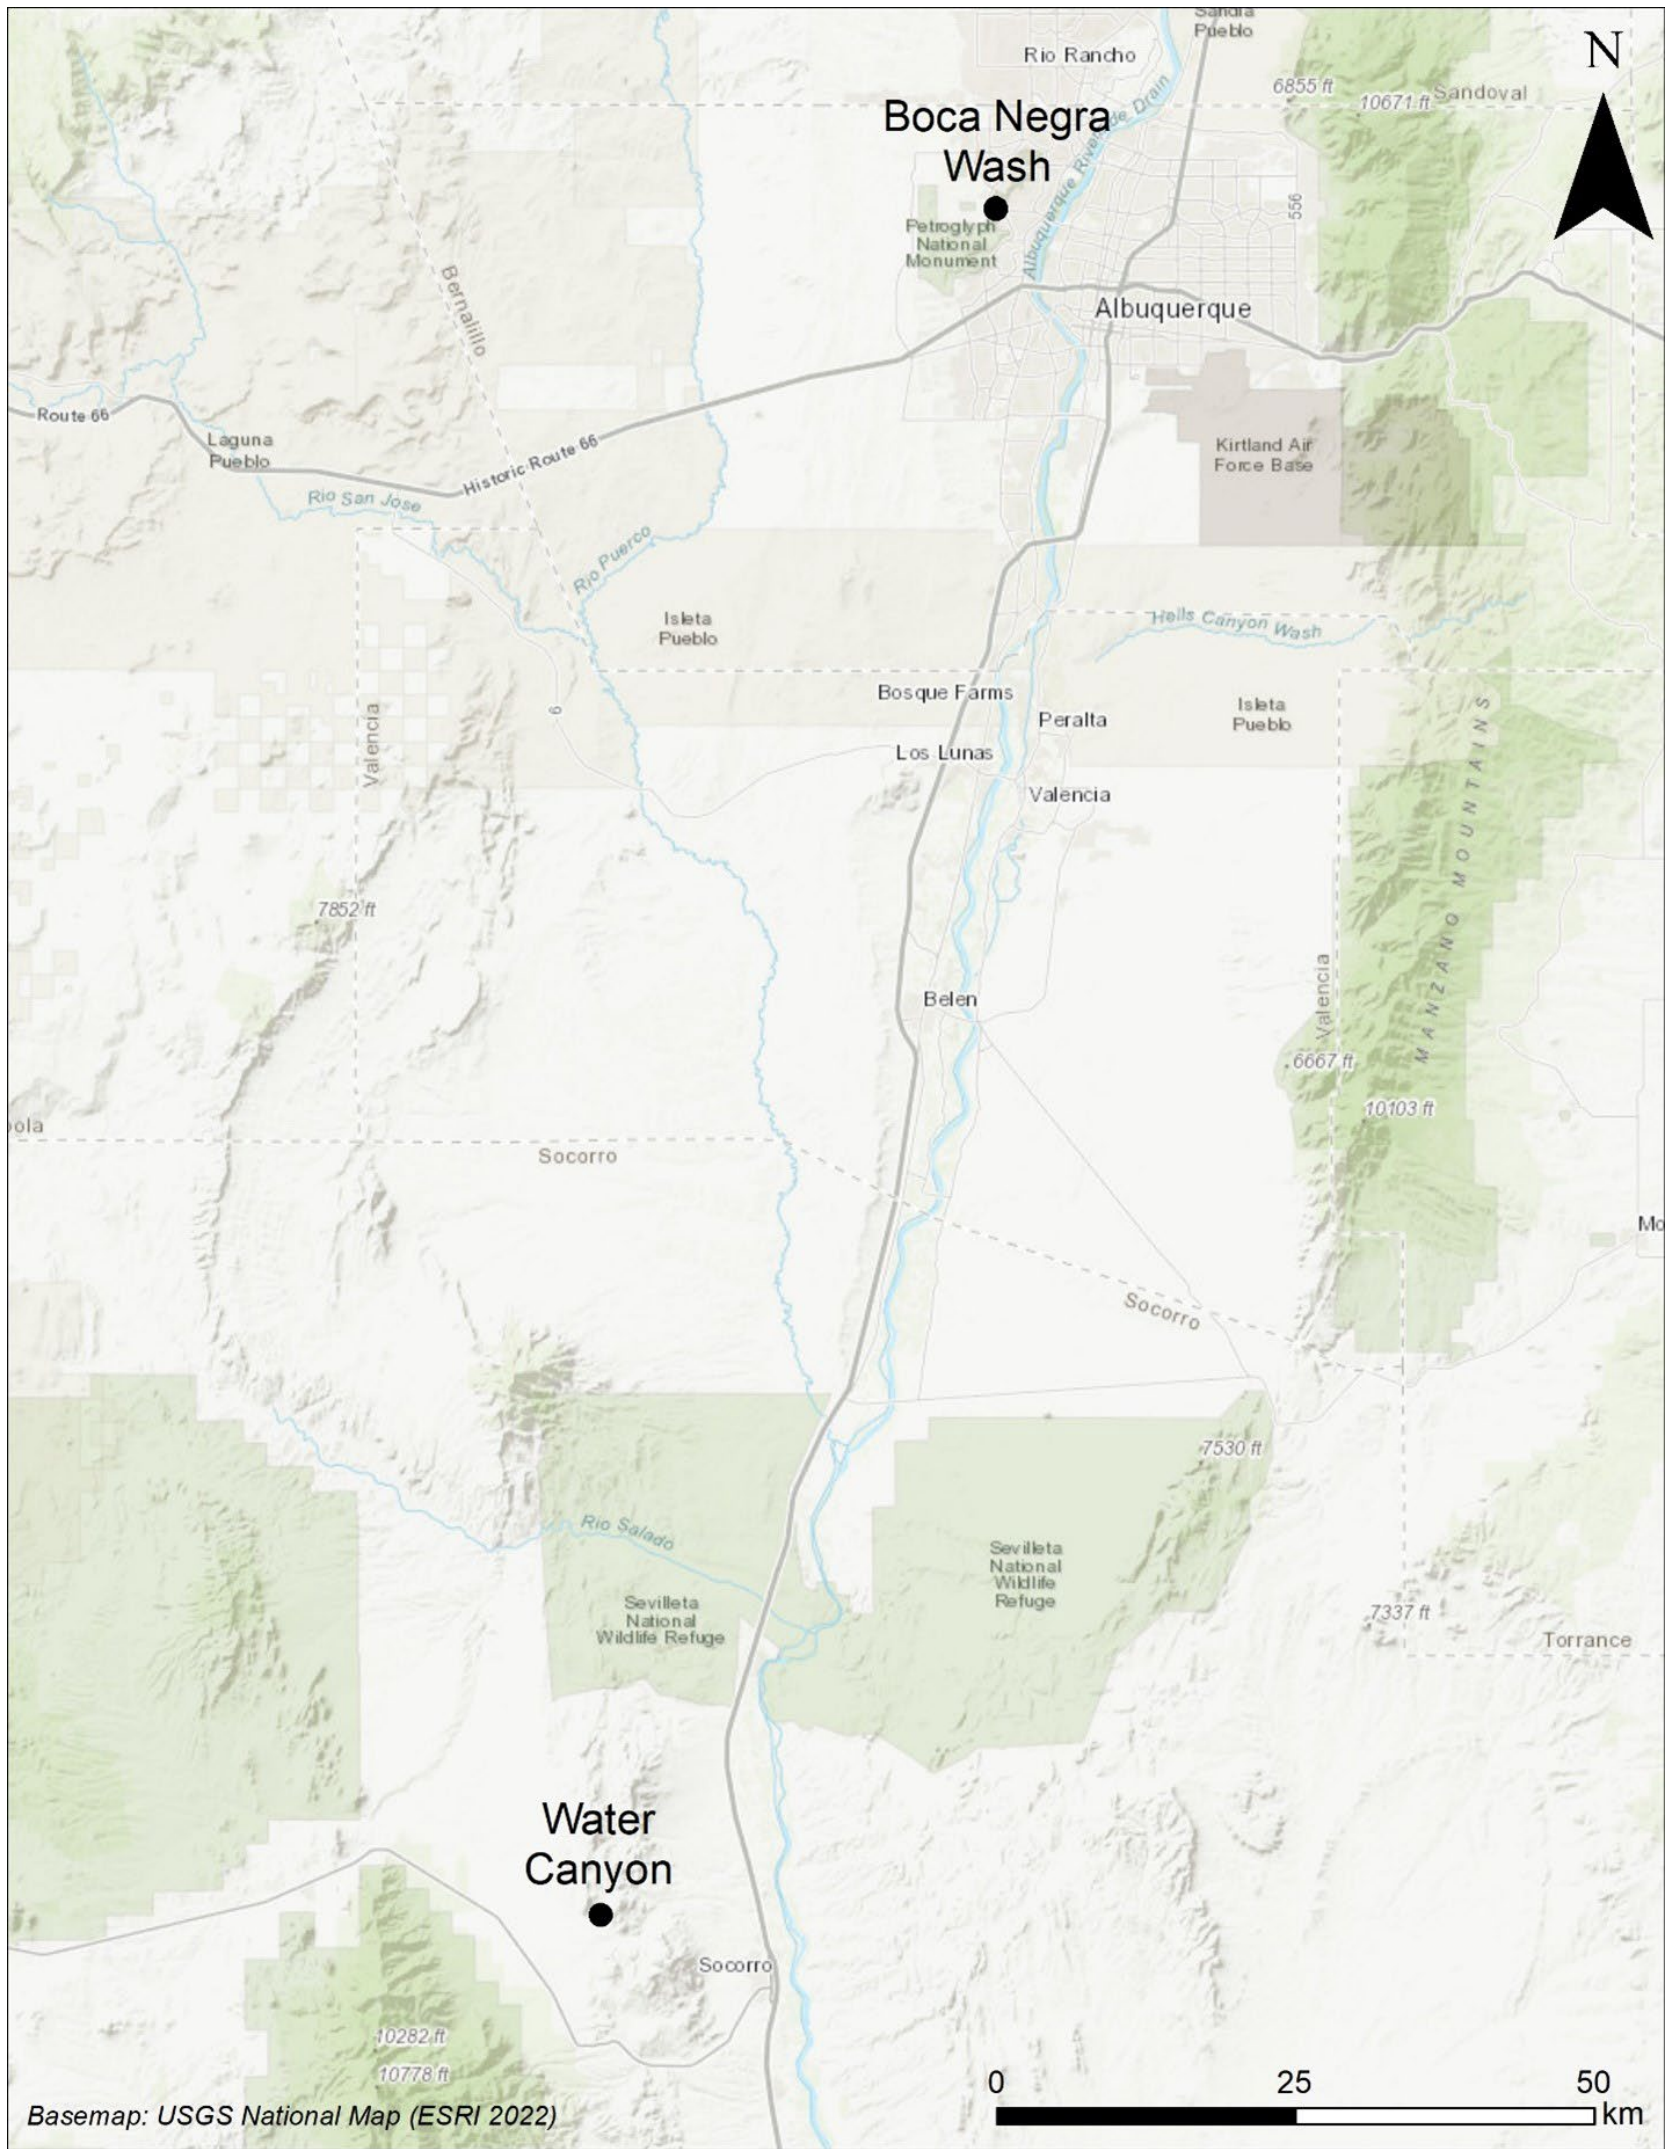 Sandia
Pueblo
Rio Rancho
N
6855 ft
10671 ft
Sandoval
Boca Negra
Wash
Albuquerque Riverside Drain
556
Petroglyph
National
Monument
Bernalillo
Albuquerque
Route 66
Laguna
Pueblo
Historic Route 66
Kirtland Air
Force Base
Rio San Jose
Rio Puerco
Isleta
Pueblo
Hells Canyon Wash
Bosque Farms
Peralta
Isleta
Pueblo
6
Valencia
Los Lunas
Valencia
MANZANO MOUNTAINS
7852 ft
Belen
Valencia
6667 ft
10103 ft
ola
Socorro
Mo
Socorro
7530 ft
Rio Salado
Sevilleta
National
Wildlife
Refuge
Sevilleta
National
Wildlife Refuge
7337 ft
Torrance
Water
Canyon
Socorro
10282 ft
10778 ft
0 25 50
km
Basemap: USGS National Map (ESRI 2022)